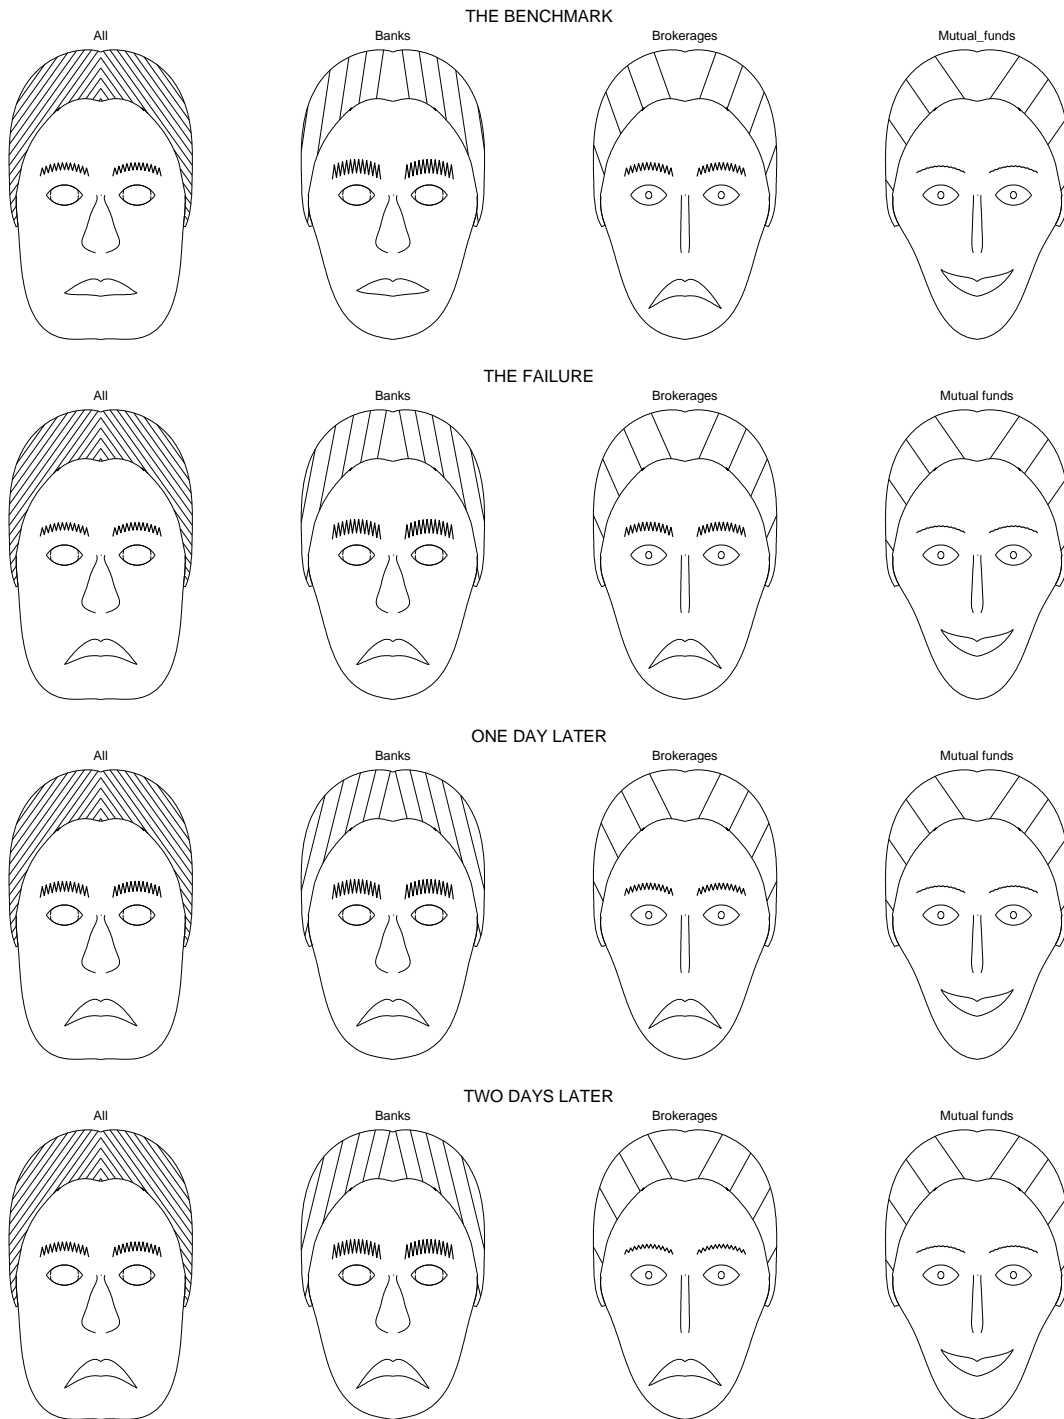 THE BENCHMARK
All Banks Brokerages Mutual_funds
THE FAILURE
All Banks Brokerages Mutual funds
ONE DAY LATER
All Banks Brokerages Mutual funds
TWO DAYS LATER
All Banks Brokerages Mutual funds